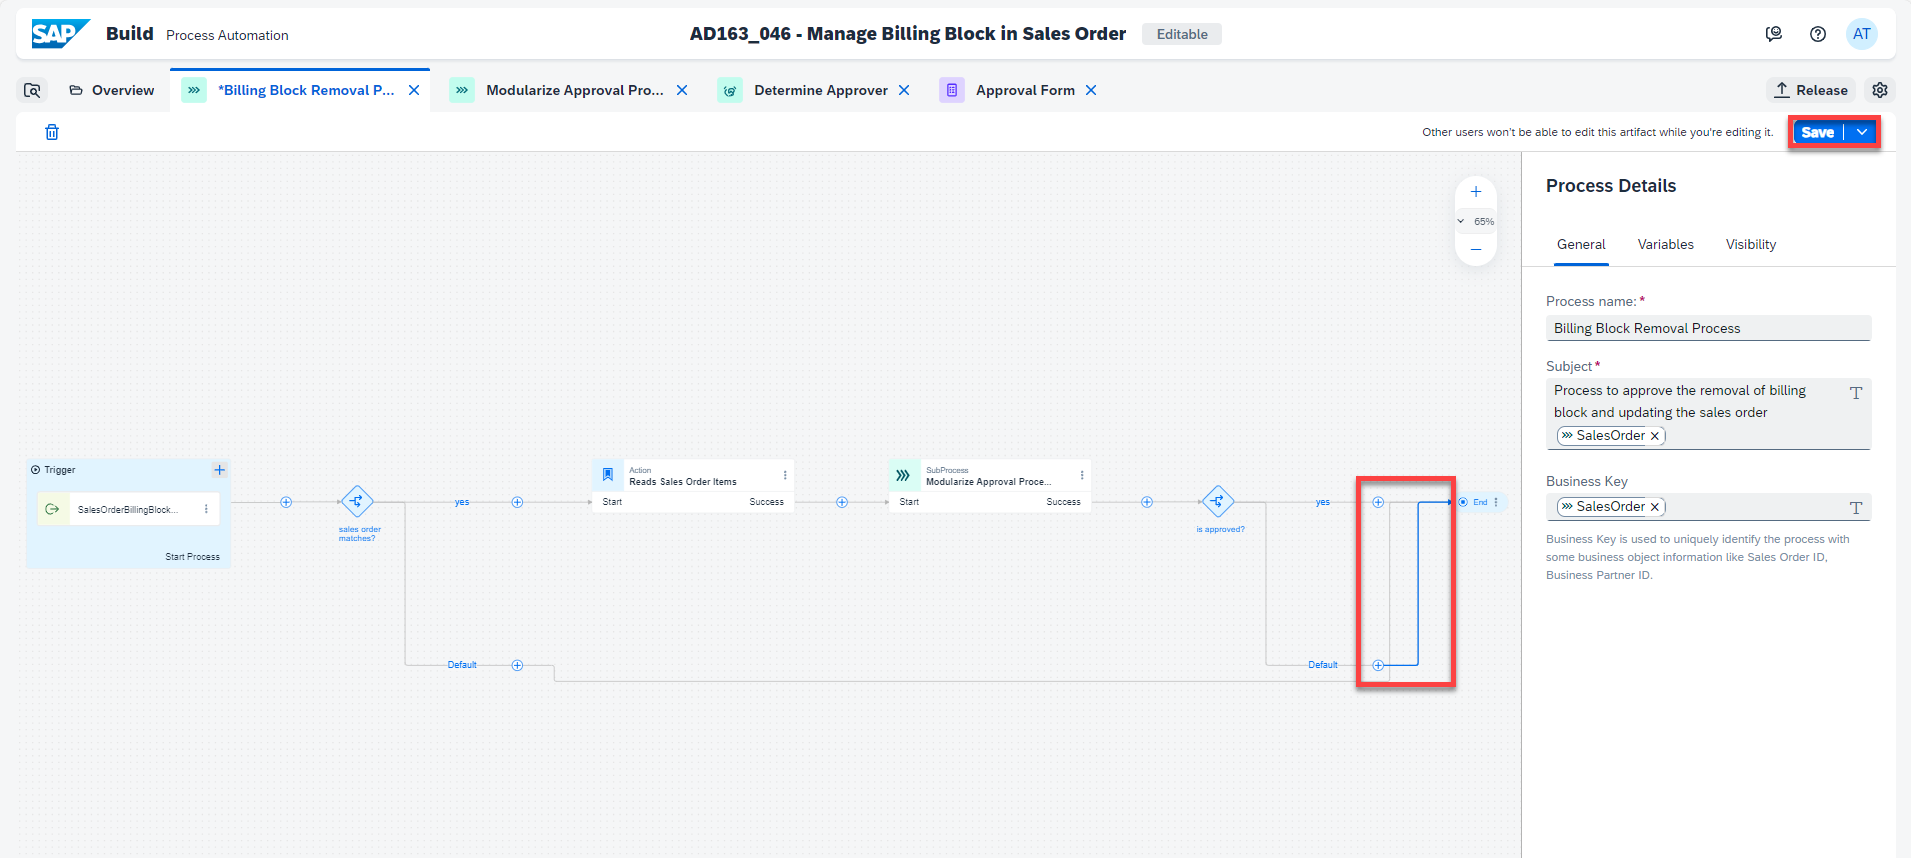 SAP Build Process Automation
AD163_046 - Manage Billing Block in Sales Order Editable
AT
Overview
*Billing Block Removal P...
Modularize Approval Pro...
Determine Approver
Approval Form
Release
Other users won't be able to edit this artifact while you're editing it.
Save
65%
Trigger
SalesOrderBillingBlock...
Start Process
sales order
matches?
yes
Default
Action
Reads Sales Order Items
Start Success
SubProcess
Modularize Approval Proce...
Start Success
is approved?
yes
Default
End
Process Details
General Variables Visibility
Process name:*
Billing Block Removal Process
Subject*
Process to approve the removal of billing
block and updating the sales order
SalesOrder
Business Key
SalesOrder
Business Key is used to uniquely identify the process with
some business object information like Sales Order ID,
Business Partner ID.